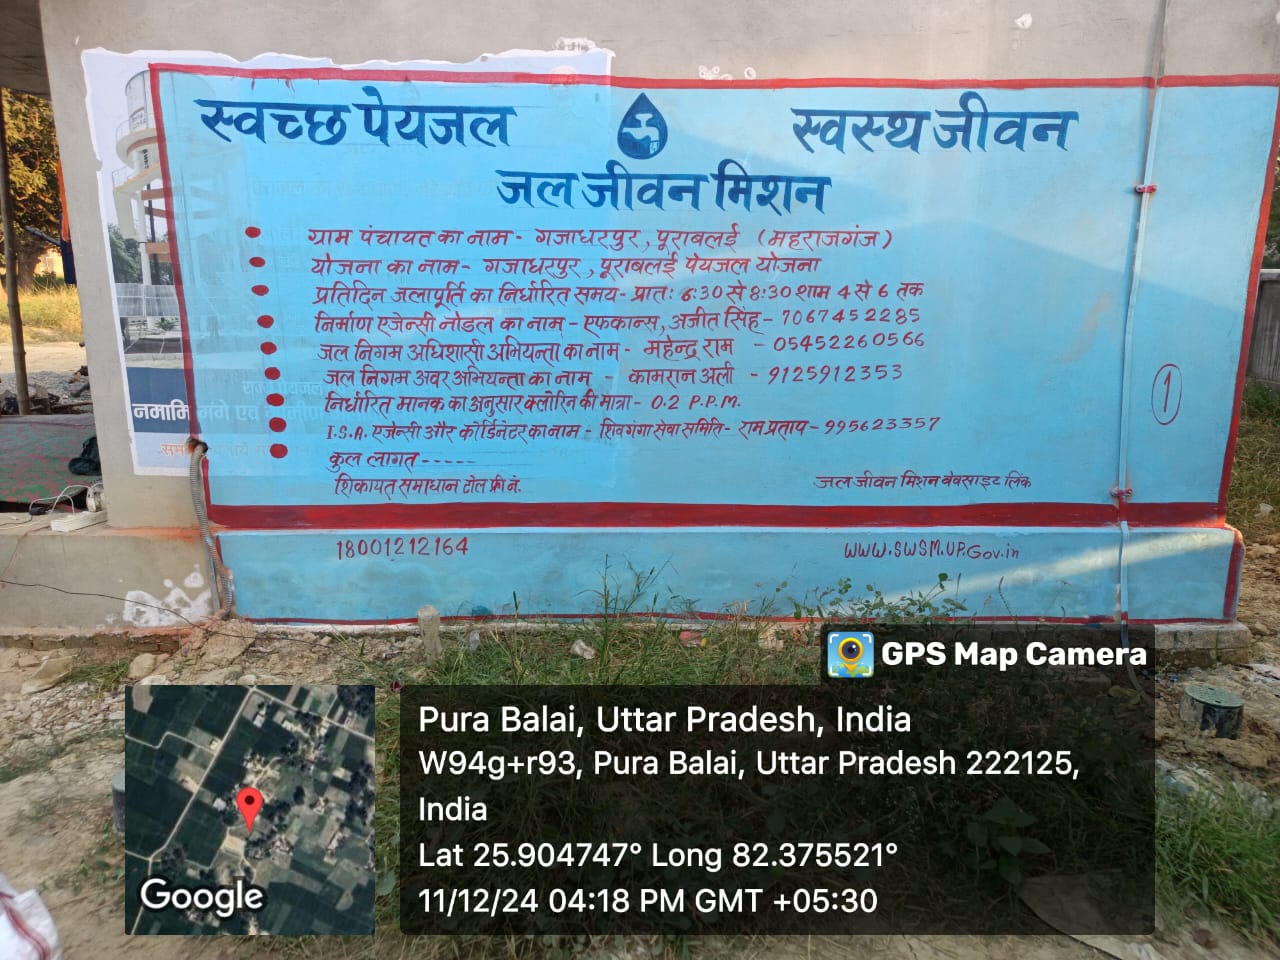 स्वच्छ पेयजल स्वस्थ जीवन
जल जीवन मिशन
ग्राम पंचायत का नाम - गजाधरपुर, पूराबलई (महराजगंज)
योजना का नाम - गजाधरपुर, पूराबलई पेयजल योजना
प्रतिदिन जलापूर्ति का निर्धारित समय - प्रातः 6:30 से 8:30 शाम 4 से 6 तक
निर्माण एजेन्सी नोडल का नाम - एफकान्स, अजीत सिंह - 7067452285
जल निगम अधिशासी अभियन्ता का नाम - महेन्द्र राम - 05452260566
जल निगम अवर अभियन्ता का नाम - कामरान अली - 9125912353
निर्धारित मानक का अनुसार क्लोरिन की मात्रा - 0.2 P.P.M.
I.S.A. एजेन्सी और कोर्डिनेटर का नाम - शिवगंगा सेवा समिति - राम प्रताप - 995623357
कुल लागत -----
शिकायत समाधान टोल फ्री नं. जल जीवन मिशन वेबसाइट लिंक
18001212164 WWW.SWSM.UP.Gov.in
1
नमामि गंगे एवं
GPS Map Camera
Pura Balai, Uttar Pradesh, India
W94g+r93, Pura Balai, Uttar Pradesh 222125,
India
Lat 25.904747° Long 82.375521°
11/12/24 04:18 PM GMT +05:30
Google